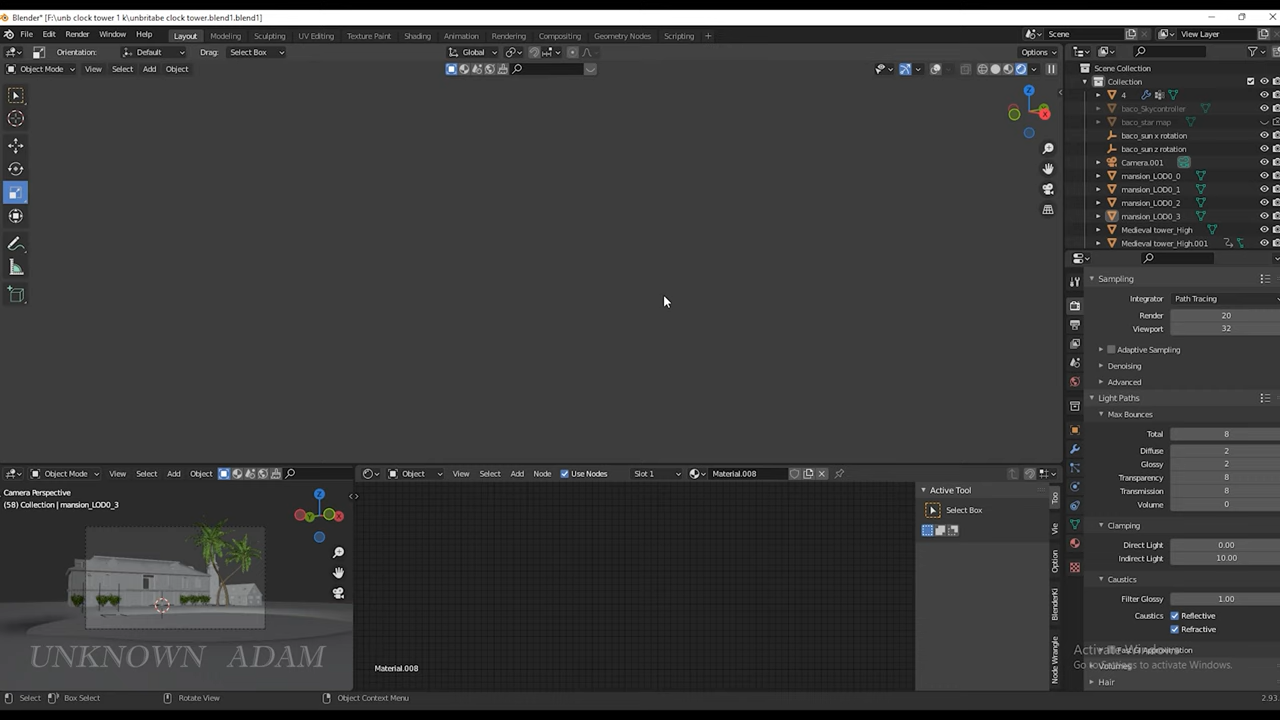 Blender* [F:\unb clock tower 1 k\unbritabe clock tower.blend1.blend1]
File Edit Render Window Help Layout Modeling Sculpting UV Editing Texture Paint Shading Animation Rendering Compositing Geometry Nodes Scripting + Scene View Layer
Orientation: Default Drag: Select Box Global Options
Object Mode View Select Add Object
Scene Collection
Collection
4
baco_Skycontroller
baco_star map
baco_sun x rotation
baco_sun z rotation
Camera.001
mansion_LOD0_0
mansion_LOD0_1
mansion_LOD0_2
mansion_LOD0_3
Medieval tower_High
Medieval tower_High.001
Z
X
Sampling
Integrator Path Tracing
Render 20
Viewport 32
Adaptive Sampling
Denoising
Advanced
Light Paths
Max Bounces
Total 8
Diffuse 2
Glossy 2
Transparency 8
Transmission 8
Volume 0
Clamping
Direct Light 0.00
Indirect Light 10.00
Caustics
Filter Glossy 1.00
Caustics Reflective
Refractive
Volumes
Hair
Activate Windows
Go to Settings to activate Windows.
Object Mode View Select Add Object
Camera Perspective
(58) Collection | mansion_LOD0_3
Z
Y
X
UNKNOWN ADAM
Object View Select Add Node Use Nodes Slot 1 Material.008
Active Tool
Select Box
Too
Vie
Option
BlenderKi
Node Wrangle
Material.008
Select Box Select Rotate View Object Context Menu 2.93